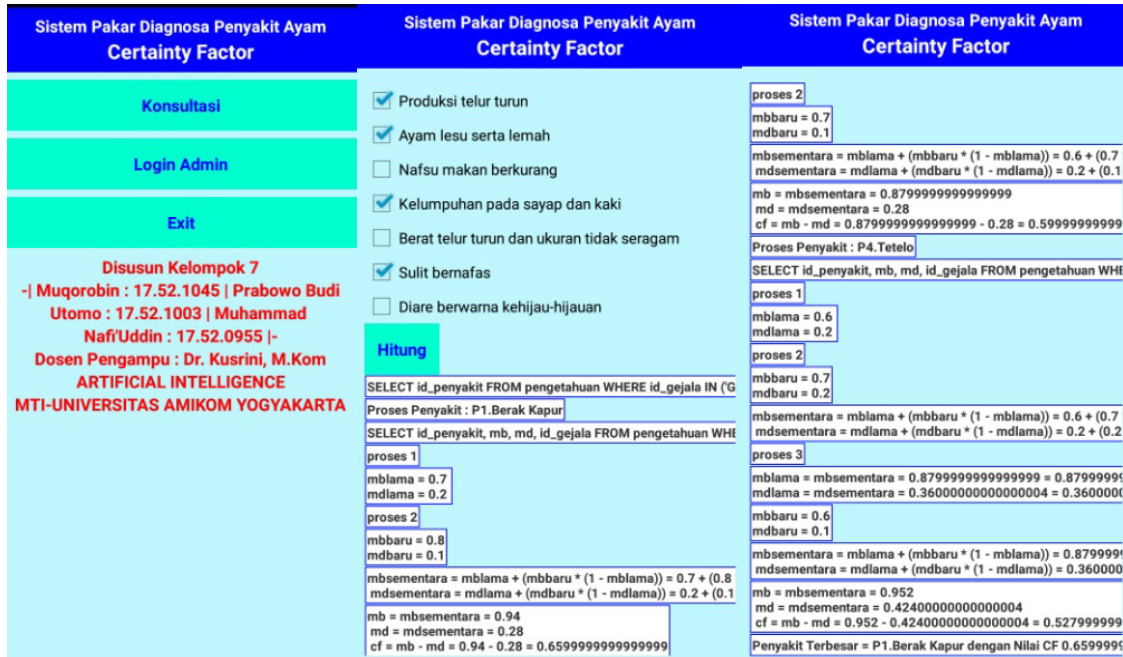 Sistem Pakar Diagnosa Penyakit Ayam
Certainty Factor
Konsultasi
Login Admin
Exit
Disusun Kelompok 7
-| Muqorobin : 17.52.1045 | Prabowo Budi
Utomo : 17.52.1003 | Muhammad
Nafi'Uddin : 17.52.0955 |-
Dosen Pengampu : Dr. Kusrini, M.Kom
ARTIFICIAL INTELLIGENCE
MTI-UNIVERSITAS AMIKOM YOGYAKARTA
Sistem Pakar Diagnosa Penyakit Ayam
Certainty Factor
Produksi telur turun
Ayam lesu serta lemah
Nafsu makan berkurang
Kelumpuhan pada sayap dan kaki
Berat telur turun dan ukuran tidak seragam
Sulit bernafas
Diare berwarna kehijau-hijauan
Hitung
SELECT id_penyakit FROM pengetahuan WHERE id_gejala IN ('G
Proses Penyakit : P1.Berak Kapur
SELECT id_penyakit, mb, md, id_gejala FROM pengetahuan WHE
proses 1
mblama = 0.7
mdlama = 0.2
proses 2
mbbaru = 0.8
mdbaru = 0.1
mbsementara = mblama + (mbbaru * (1 - mblama)) = 0.7 + (0.8
mdsementara = mdlama + (mdbaru * (1 - mdlama)) = 0.2 + (0.1
mb = mbsementara = 0.94
md = mdsementara = 0.28
cf = mb - md = 0.94 - 0.28 = 0.6599999999999999
Sistem Pakar Diagnosa Penyakit Ayam
Certainty Factor
proses 2
mbbaru = 0.7
mdbaru = 0.1
mbsementara = mblama + (mbbaru * (1 - mblama)) = 0.6 + (0.7
mdsementara = mdlama + (mdbaru * (1 - mdlama)) = 0.2 + (0.1
mb = mbsementara = 0.8799999999999999
md = mdsementara = 0.28
cf = mb - md = 0.8799999999999999 - 0.28 = 0.59999999999
Proses Penyakit : P4.Tetelo
SELECT id_penyakit, mb, md, id_gejala FROM pengetahuan WHE
proses 1
mblama = 0.6
mdlama = 0.2
proses 2
mbbaru = 0.7
mdbaru = 0.2
mbsementara = mblama + (mbbaru * (1 - mblama)) = 0.6 + (0.7
mdsementara = mdlama + (mdbaru * (1 - mdlama)) = 0.2 + (0.2
proses 3
mblama = mbsementara = 0.8799999999999999 = 0.87999999
mdlama = mdsementara = 0.36000000000000004 = 0.3600000
mbbaru = 0.6
mdbaru = 0.1
mbsementara = mblama + (mbbaru * (1 - mblama)) = 0.8799999
mdsementara = mdlama + (mdbaru * (1 - mdlama)) = 0.360000
mb = mbsementara = 0.952
md = mdsementara = 0.42400000000000004
cf = mb - md = 0.952 - 0.42400000000000004 = 0.527999999
Penyakit Terbesar = P1.Berak Kapur dengan Nilai CF 0.6599999